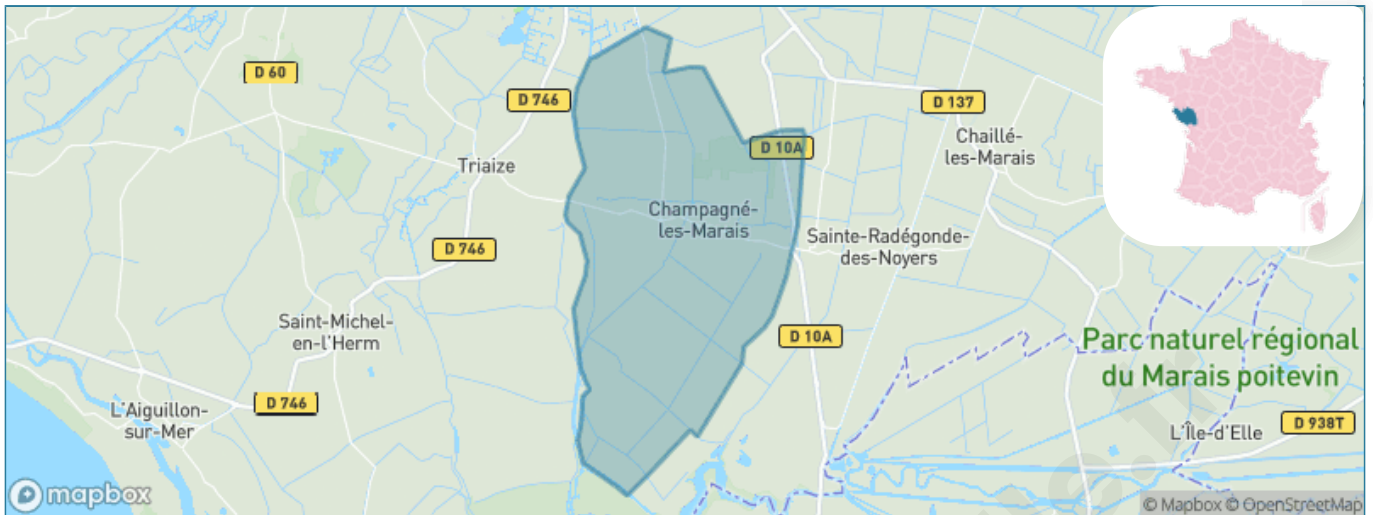 D 60
D 746
D 137
Chaillé-
les-Marais
D 10A
Triaize
Champagné-
les-Marais
Sainte-Radégonde-
des-Noyers
D 746
Saint-Michel-
en-l'Herm
D 10A
Parc naturel régional
du Marais poitevin
L'Aiguillon-
sur-Mer
D 746
L'Île-d'Elle
D 938T
mapbox
© Mapbox © OpenStreetMap